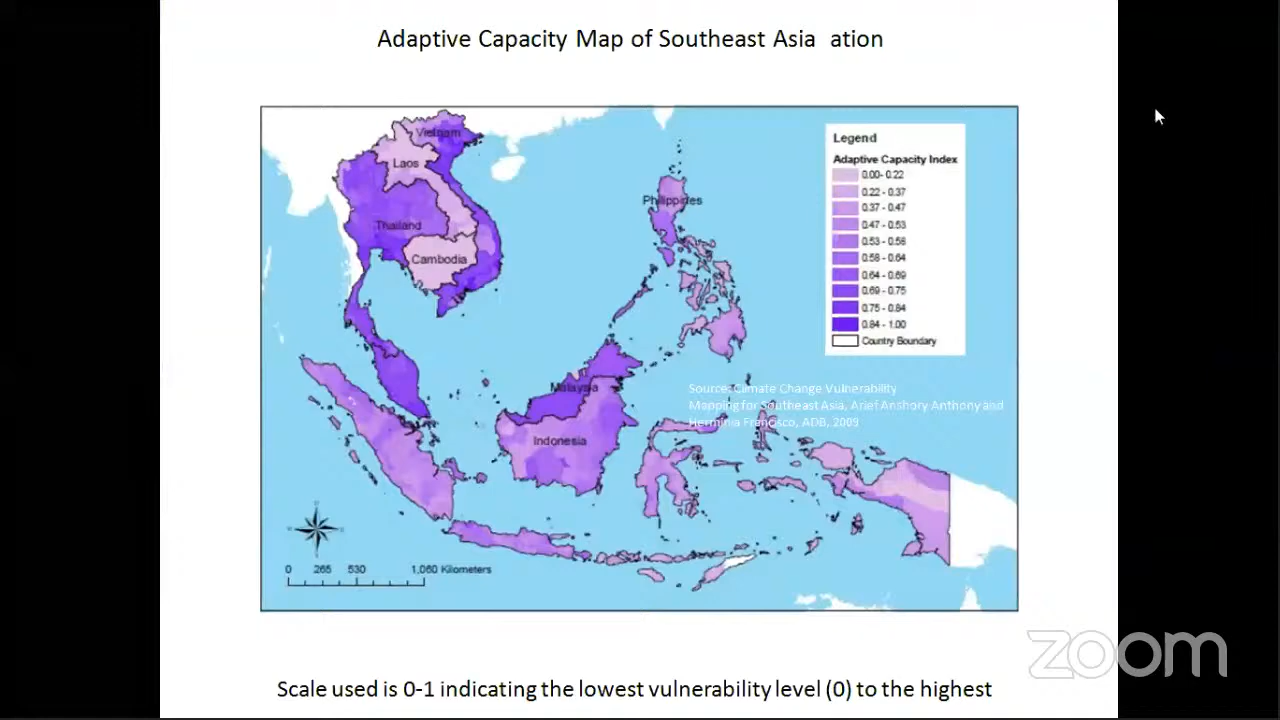 Adaptive Capacity Map of Southeast Asia  ation
Vietnam
Laos
Thailand
Cambodia
Philippines
Malaysia
Indonesia
Legend
Adaptive Capacity Index
0.00- 0.22
0.22 - 0.37
0.37 - 0.47
0.47 - 0.53
0.53 - 0.58
0.58 - 0.64
0.64 - 0.69
0.69 - 0.75
0.75 - 0.84
0.84 - 1.00
Country Boundary
Source: Climate Change Vulnerability
Mapping for Southeast Asia, Arief Anshory Anthony and
Herminia Francisco, ADB, 2009
0 265 530 1,060 Kilometers
zoom
Scale used is 0-1 indicating the lowest vulnerability level (0) to the highest